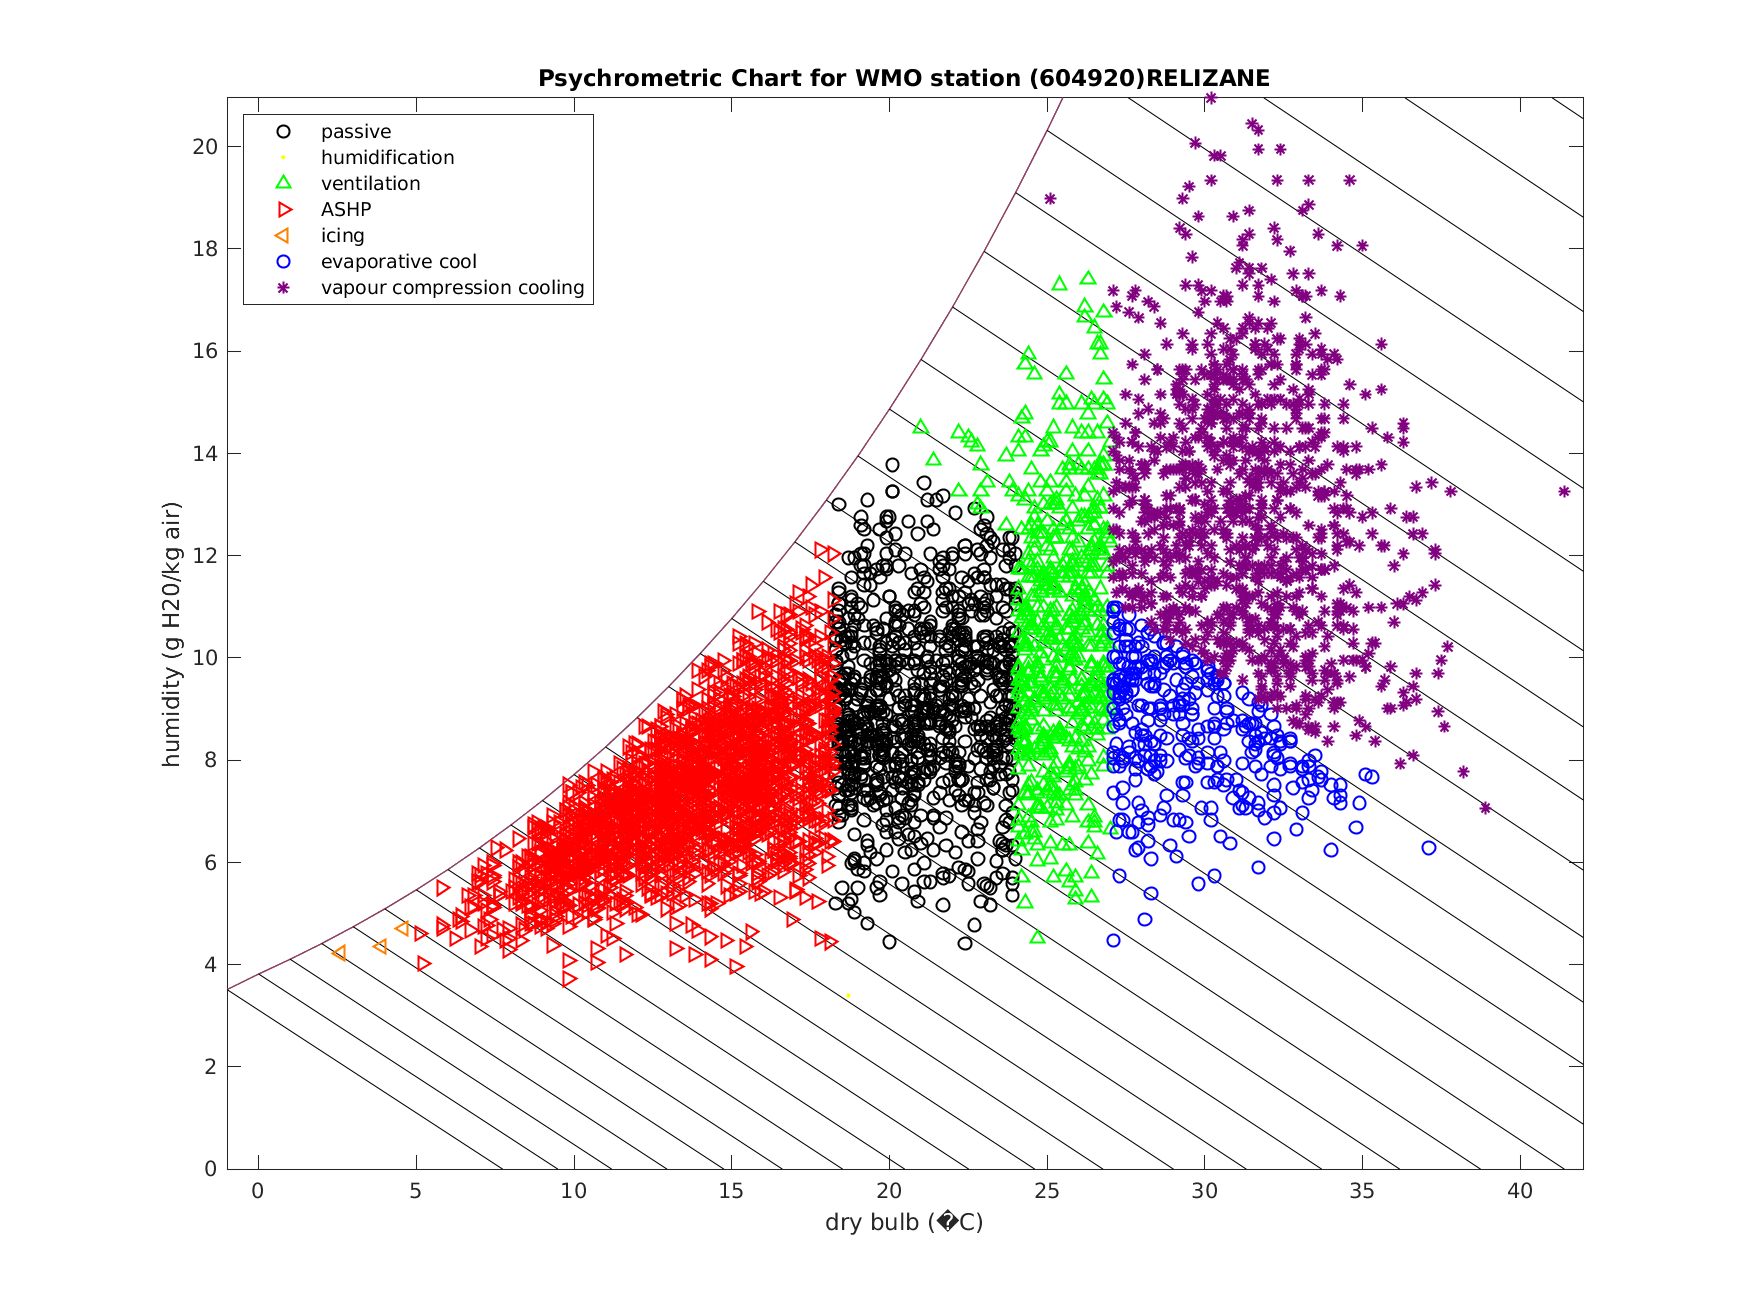 Psychrometric Chart for WMO station (604920)RELIZANE
passive
humidification
ventilation
ASHP
icing
evaporative cool
vapour compression cooling
humidity (g H20/kg air)
20
18
16
14
12
10
8
6
4
2
0
0 5 10 15 20 25 30 35 40
dry bulb (�C)